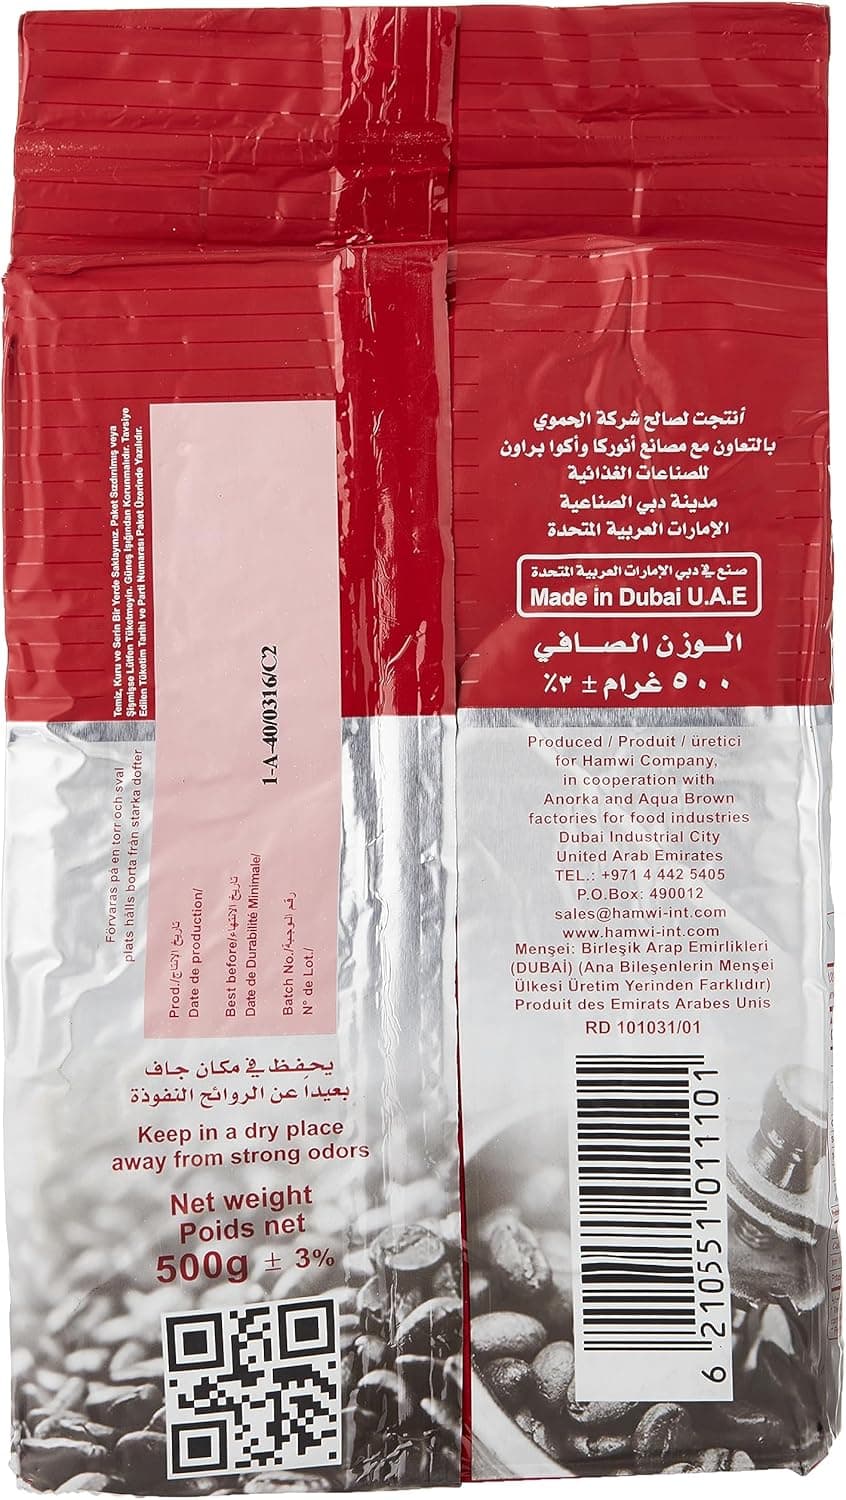 Temiz, Kuru ve Serin Bir Yerde Saklayınız. Paket Sızdırılmış veya
Şişmişse Lütfen Tüketmeyin. Güneş Işığından Korunmalıdır. Tavsiye
Edilen Tüketim Tarihi ve Parti Numarası Paket Üzerinde Yazılıdır.
Förvaras på en torr och sval
plats hålls borta från starka dofter
Prod./تاريخ الإنتاج/
Date de production/
Best before/تاريخ الانتهاء/
Date de Durabilité Minimale/
Batch No./رقم الوجبة/
N° de Lot./
1-A-40/0316/C2
يحفظ في مكان جاف
بعيداً عن الروائح النفوذة
Keep in a dry place
away from strong odors
Net weight
Poids net
500g ± 3%
أنتجت لصالح شركة الحموي
بالتعاون مع مصانع أنوركا وأكوا براون
للصناعات الغذائية
مدينة دبي الصناعية
الإمارات العربية المتحدة
صنع في دبي الإمارات العربية المتحدة
Made in Dubai U.A.E
الوزن الصافي
٥٠٠ غرام ± ٣٪
Produced / Produit / üretici
for Hamwi Company,
in cooperation with
Anorka and Aqua Brown
factories for food industries
Dubai Industrial City
United Arab Emirates
TEL.: +971 4 442 5405
P.O.Box: 490012
sales@hamwi-int.com
www.hamwi-int.com
Menşei: Birleşik Arap Emirlikleri
(DUBAİ) (Ana Bileşenlerin Menşei
Ülkesi Üretim Yerinden Farklıdır)
Produit des Emirats Arabes Unis
RD 101031/01
6 210551 011101